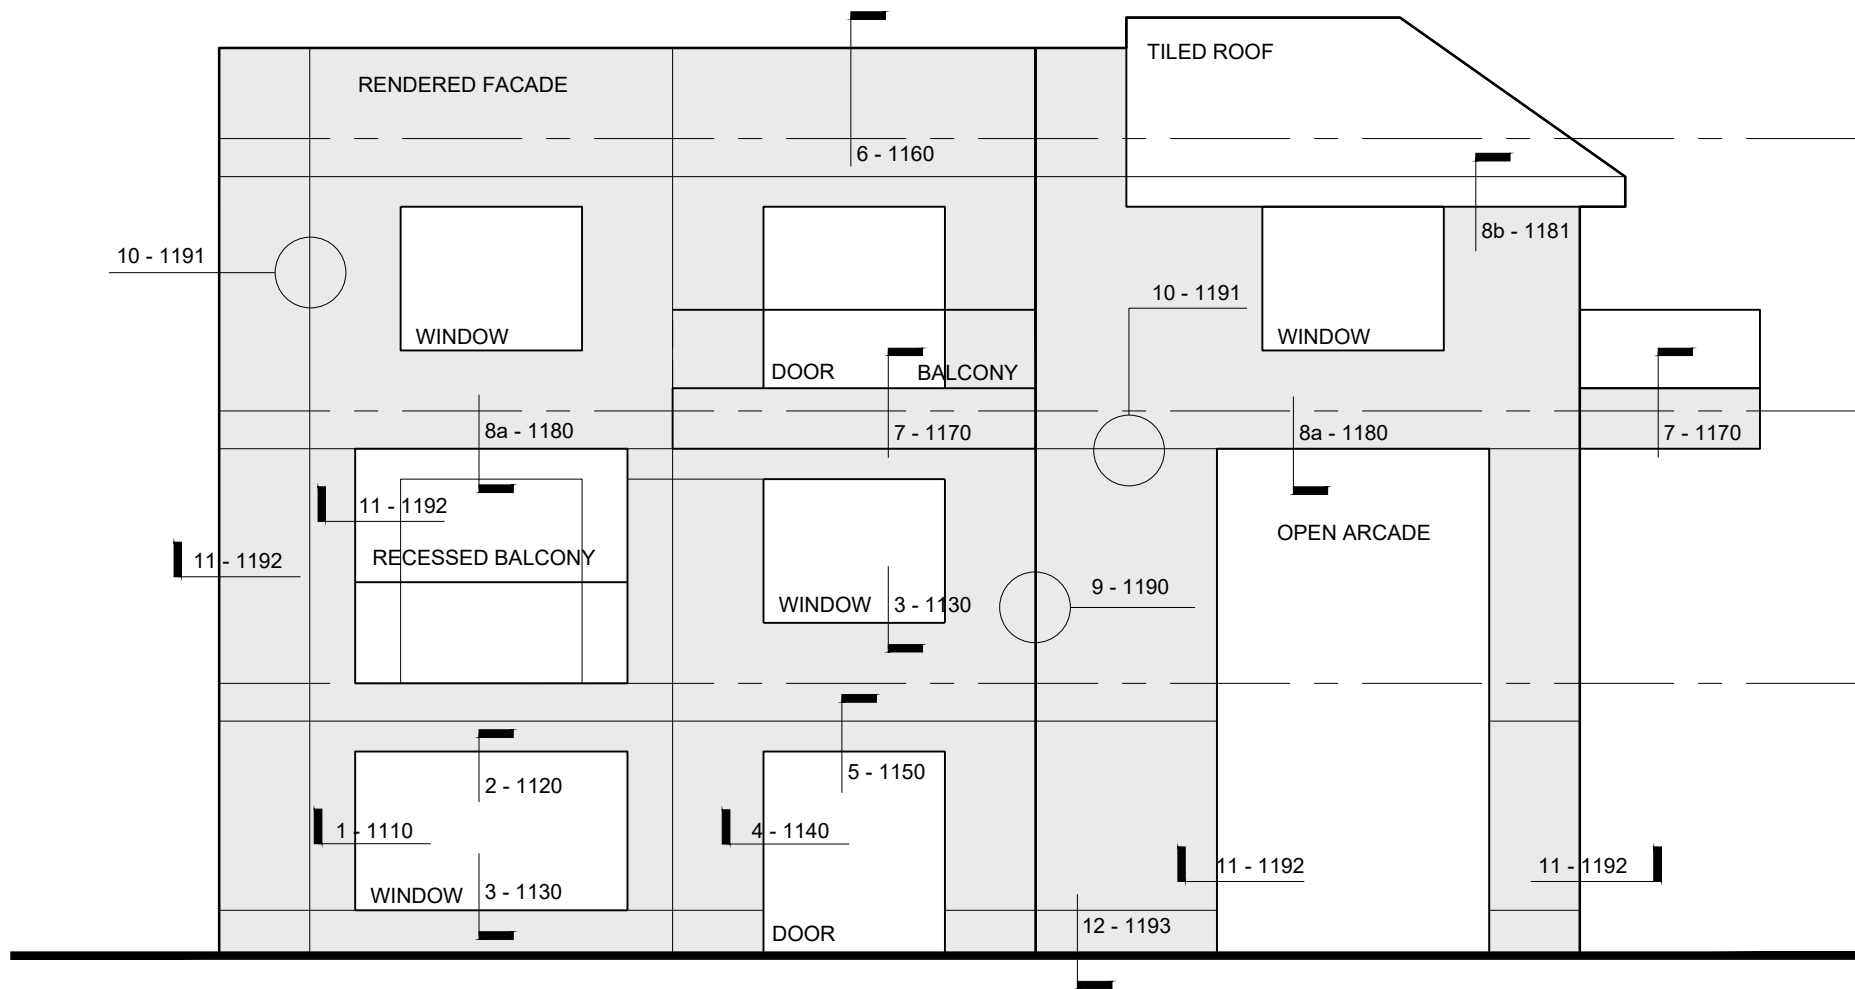 TILED ROOF
RENDERED FACADE
6 - 1160
8b - 1181
10 - 1191
10 - 1191
WINDOW
WINDOW
DOOR
BALCONY
8a - 1180
7 - 1170
8a - 1180
7 - 1170
11 - 1192
OPEN ARCADE
RECESSED BALCONY
11 - 1192
9 - 1190
WINDOW
3 - 1130
5 - 1150
2 - 1120
1 - 1110
4 - 1140
11 - 1192
11 - 1192
WINDOW
3 - 1130
12 - 1193
DOOR